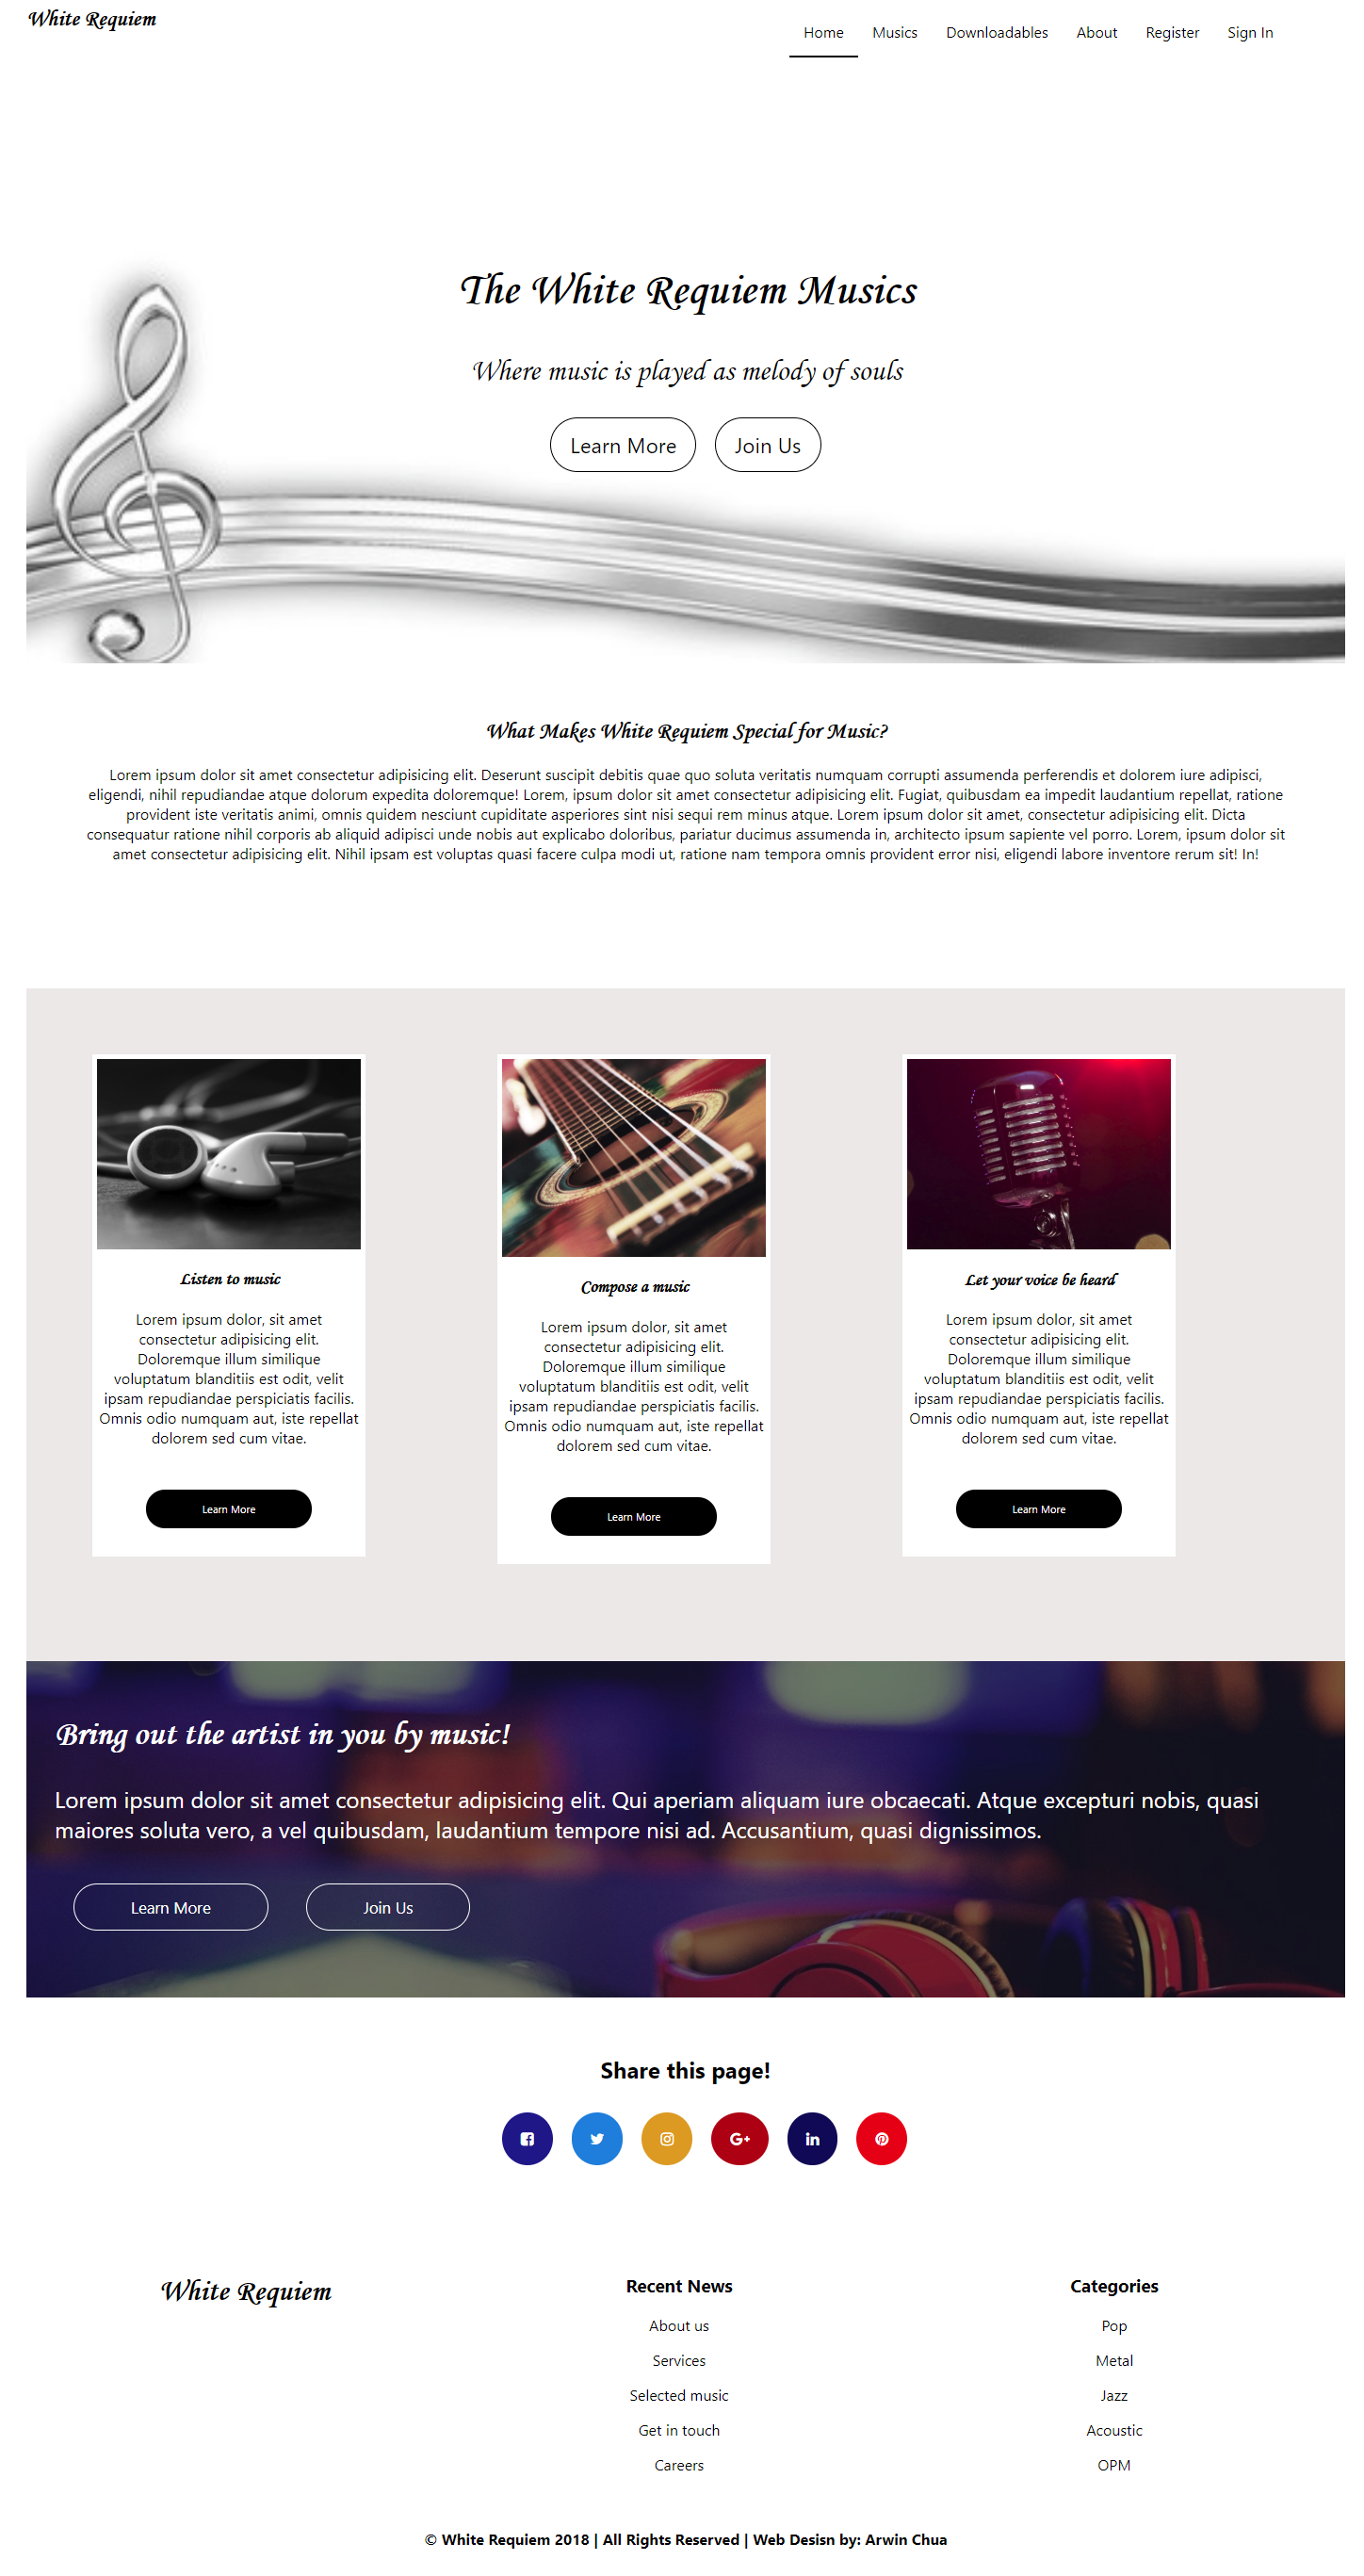 White Requiem
Home Musics Downloadables About Register Sign In
The White Requiem Musics
Where music is played as melody of souls
Learn More Join Us
What Makes White Requiem Special for Music?
Lorem ipsum dolor sit amet consectetur adipisicing elit. Deserunt suscipit debitis quae quo soluta veritatis numquam corrupti assumenda perferendis et dolorem iure adipisci,
eligendi, nihil repudiandae atque dolorum expedita doloremque! Lorem, ipsum dolor sit amet consectetur adipisicing elit. Fugiat, quibusdam ea impedit laudantium repellat, ratione
provident iste veritatis animi, omnis quidem nesciunt cupiditate asperiores sint nisi sequi rem minus atque. Lorem ipsum dolor sit amet, consectetur adipisicing elit. Dicta
consequatur ratione nihil corporis ab aliquid adipisci unde nobis aut explicabo doloribus, pariatur ducimus assumenda in, architecto ipsum sapiente vel porro. Lorem, ipsum dolor sit
amet consectetur adipisicing elit. Nihil ipsam est voluptas quasi facere culpa modi ut, ratione nam tempora omnis provident error nisi, eligendi labore inventore rerum sit! In!
Listen to music
Lorem ipsum dolor, sit amet
consectetur adipisicing elit.
Doloremque illum similique
voluptatum blanditiis est odit, velit
ipsam repudiandae perspiciatis facilis.
Omnis odio numquam aut, iste repellat
dolorem sed cum vitae.
Learn More
Compose a music
Lorem ipsum dolor, sit amet
consectetur adipisicing elit.
Doloremque illum similique
voluptatum blanditiis est odit, velit
ipsam repudiandae perspiciatis facilis.
Omnis odio numquam aut, iste repellat
dolorem sed cum vitae.
Learn More
Let your voice be heard
Lorem ipsum dolor, sit amet
consectetur adipisicing elit.
Doloremque illum similique
voluptatum blanditiis est odit, velit
ipsam repudiandae perspiciatis facilis.
Omnis odio numquam aut, iste repellat
dolorem sed cum vitae.
Learn More
Bring out the artist in you by music!
Lorem ipsum dolor sit amet consectetur adipisicing elit. Qui aperiam aliquam iure obcaecati. Atque excepturi nobis, quasi
maiores soluta vero, a vel quibusdam, laudantium tempore nisi ad. Accusantium, quasi dignissimos.
Learn More Join Us
Share this page!
White Requiem
Recent News
About us
Services
Selected music
Get in touch
Careers
Categories
Pop
Metal
Jazz
Acoustic
OPM
© White Requiem 2018 | All Rights Reserved | Web Desisn by: Arwin Chua